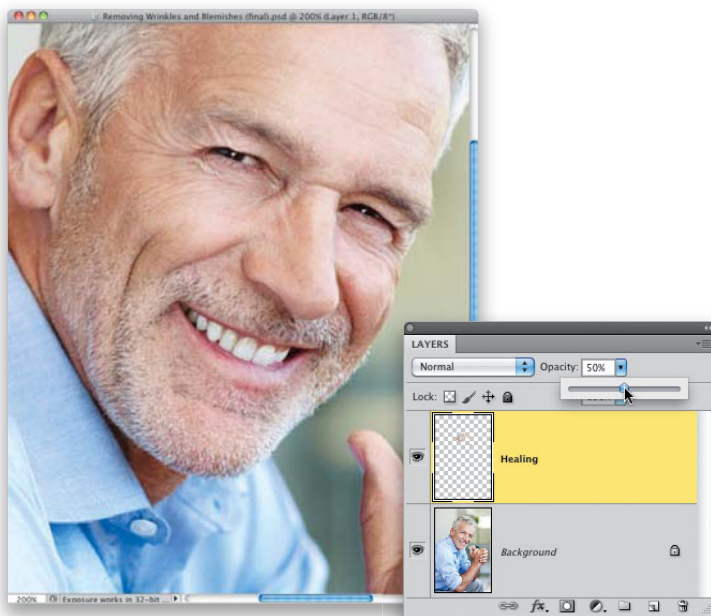 Removing Wrinkles and Blemishes (final).psd @ 200% (Layer 1, RGB/8*)
200%
Exposure works in 32-bit ...
LAYERS
Normal
Opacity: 50%
Lock:
Healing
Background
fx.